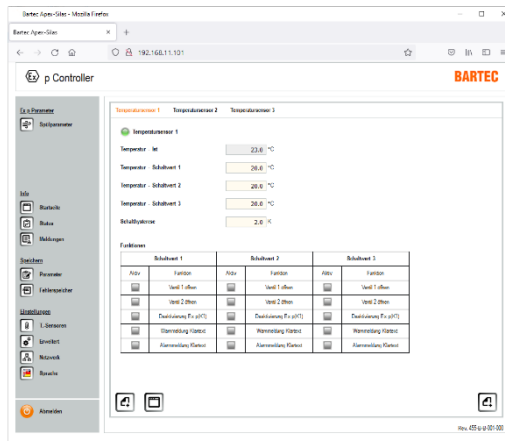 Bartec Apex-Silas - Mozilla Firefox
Bartec Apex-Silas
192.168.11.101
Ex p Controller
BARTEC
Ex p Parameter
Spülparameter
Info
Startseite
Status
Meldungen
Speichern
Parameter
Fehlerspeicher
Einstellungen
T.-Sensoren
Erweitert
Netzwerk
Sprache
Abmelden
Temperatursensor 1 Temperatursensor 2 Temperatursensor 3
Temperatursensor 1
Temperatur - Ist 23.0 °C
Temperatur - Schaltwert 1 28.0 °C
Temperatur - Schaltwert 2 28.0 °C
Temperatur - Schaltwert 3 28.0 °C
Schalthysterese 2.0 K
Funktionen
Schaltwert 1 Schaltwert 2 Schaltwert 3
Aktiv Funktion Aktiv Funktion Aktiv Funktion
Ventil 1 öffnen Ventil 1 öffnen Ventil 1 öffnen
Ventil 2 öffnen Ventil 2 öffnen Ventil 2 öffnen
Deaktivierung Ex p(K1) Deaktivierung Ex p(K1) Deaktivierung Ex p(K1)
Warnmeldung Klartext Warnmeldung Klartext Warnmeldung Klartext
Alarmmeldung Klartext Alarmmeldung Klartext Alarmmeldung Klartext